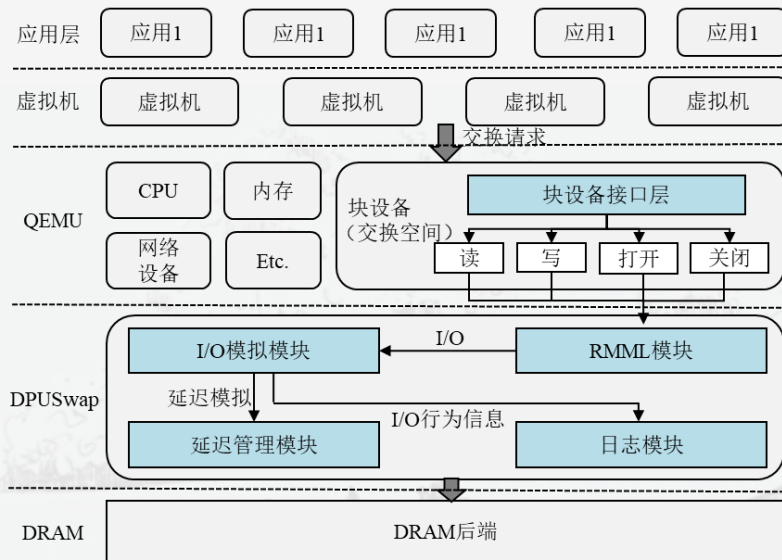 应用层
应用1
应用1
应用1
应用1
应用1
虚拟机
虚拟机
虚拟机
虚拟机
虚拟机
交换请求
QEMU
CPU
内存
网络
设备
Etc.
块设备
（交换空间）
块设备接口层
读
写
打开
关闭
DPUSwap
I/O模拟模块
I/O
RMML模块
延迟模拟
I/O行为信息
延迟管理模块
日志模块
DRAM
DRAM后端